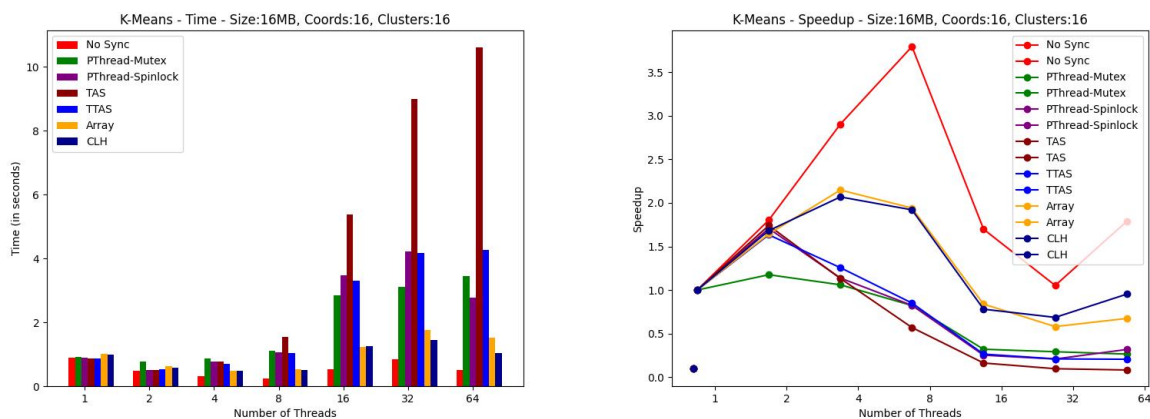 K-Means - Time - Size:16MB, Coords:16, Clusters:16
No Sync
PThread-Mutex
PThread-Spinlock
TAS
TTAS
Array
CLH
Time (in seconds)
10
8
6
4
2
0
1 2 4 8 16 32 64
Number of Threads
K-Means - Speedup - Size:16MB, Coords:16, Clusters:16
No Sync
No Sync
PThread-Mutex
PThread-Mutex
PThread-Spinlock
PThread-Spinlock
TAS
TAS
TTAS
TTAS
Array
Array
CLH
CLH
Speedup
3.5
3.0
2.5
2.0
1.5
1.0
0.5
0.0
1 2 4 8 16 32 64
Number of Threads